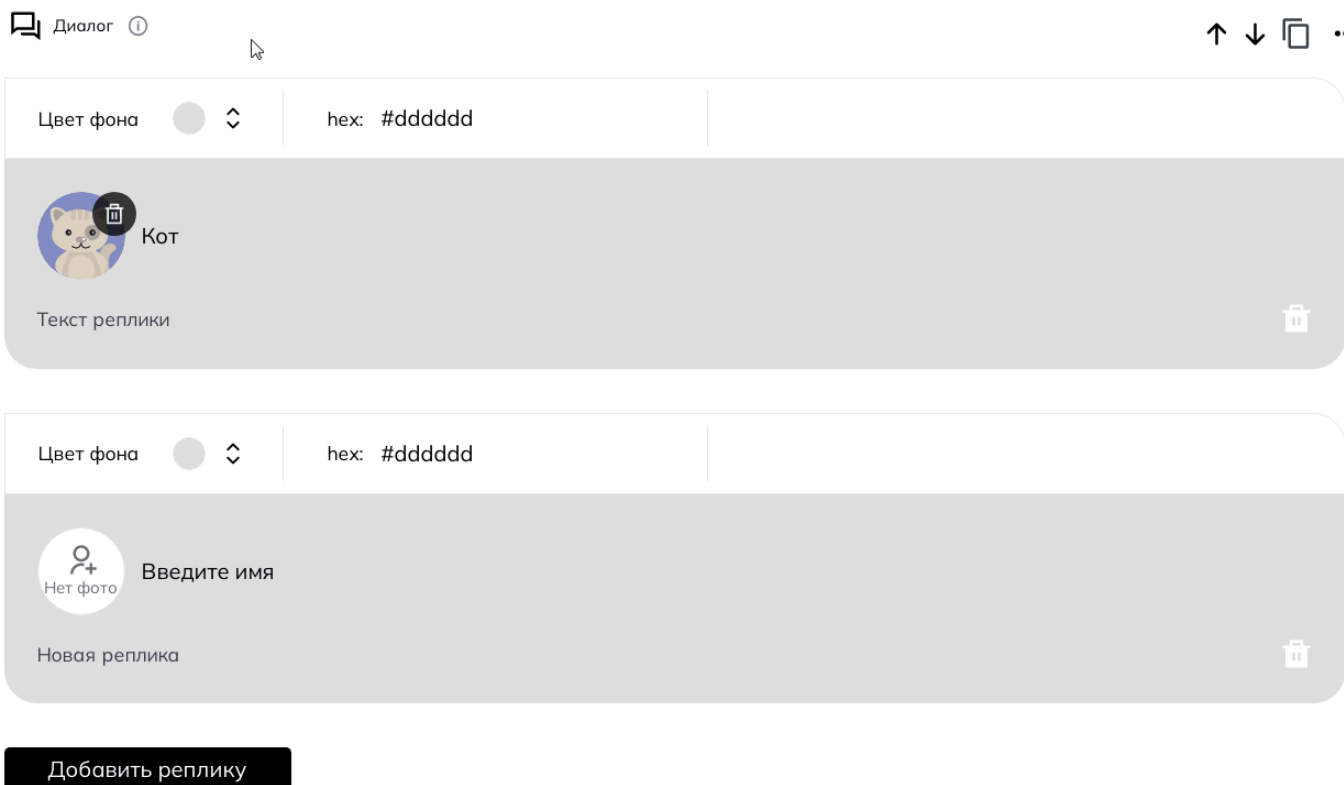 Диалог
Цвет фона hex: #dddddd
Кот
Текст реплики
Цвет фона hex: #dddddd
Нет фото
Введите имя
Новая реплика
Добавить реплику